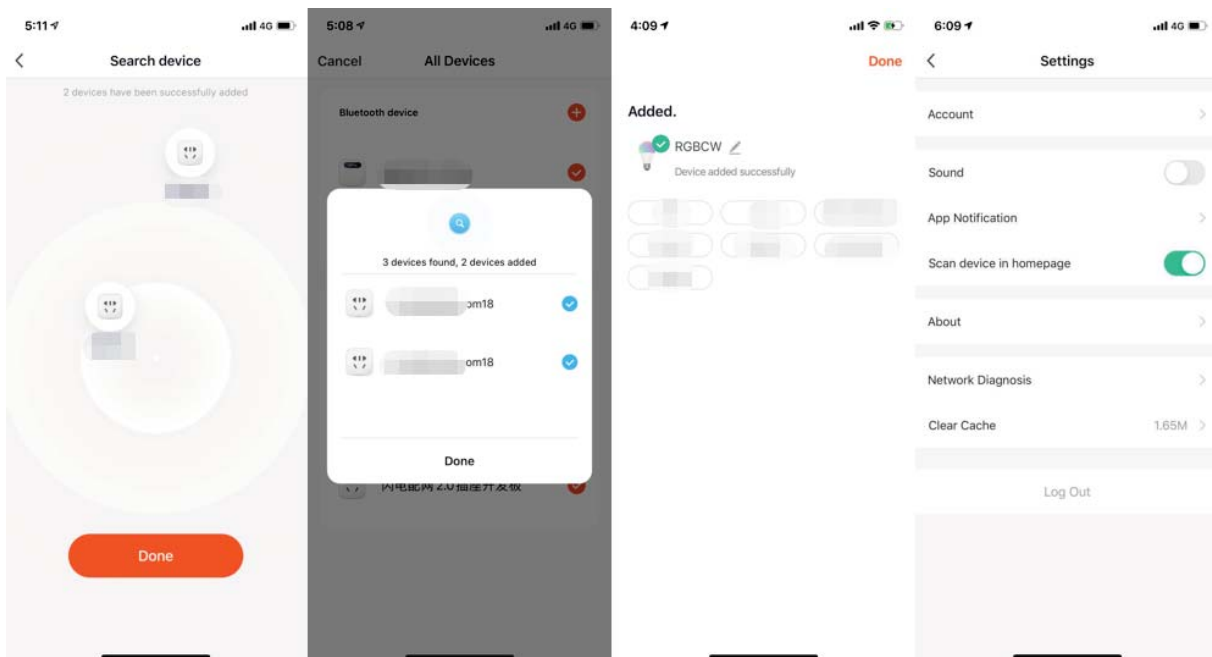 5:11
4G
Search device
2 devices have been successfully added
Done
5:08
4G
Cancel
All Devices
Bluetooth device
3 devices found, 2 devices added
om18
om18
Done
闪电配网 2.0 插座开发板
4:09
Done
Added.
RGBCW
Device added successfully
6:09
4G
Settings
Account
Sound
App Notification
Scan device in homepage
About
Network Diagnosis
Clear Cache
1.65M
Log Out